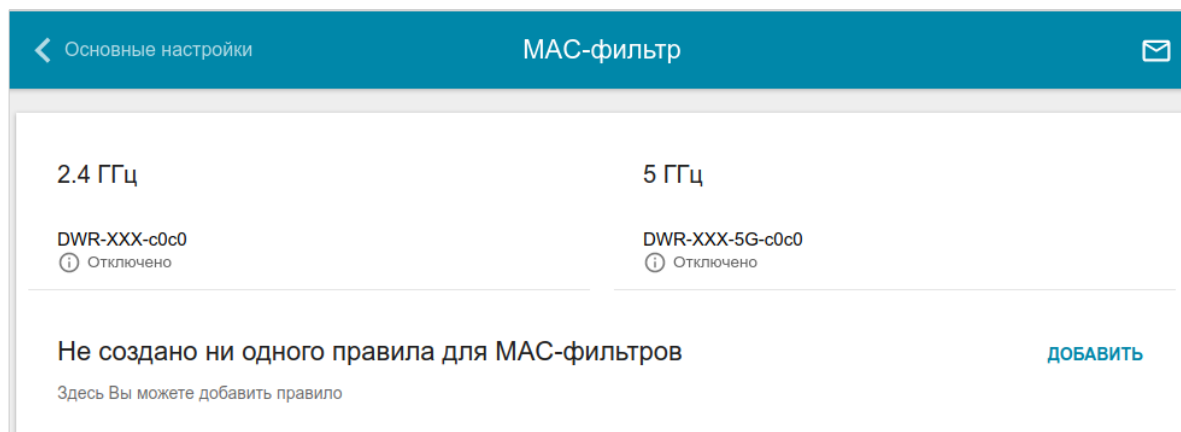 Основные настройки
MAC-фильтр
2.4 ГГц
5 ГГц
DWR-XXX-c0c0
Отключено
DWR-XXX-5G-c0c0
Отключено
Не создано ни одного правила для MAC-фильтров
ДОБАВИТЬ
Здесь Вы можете добавить правило